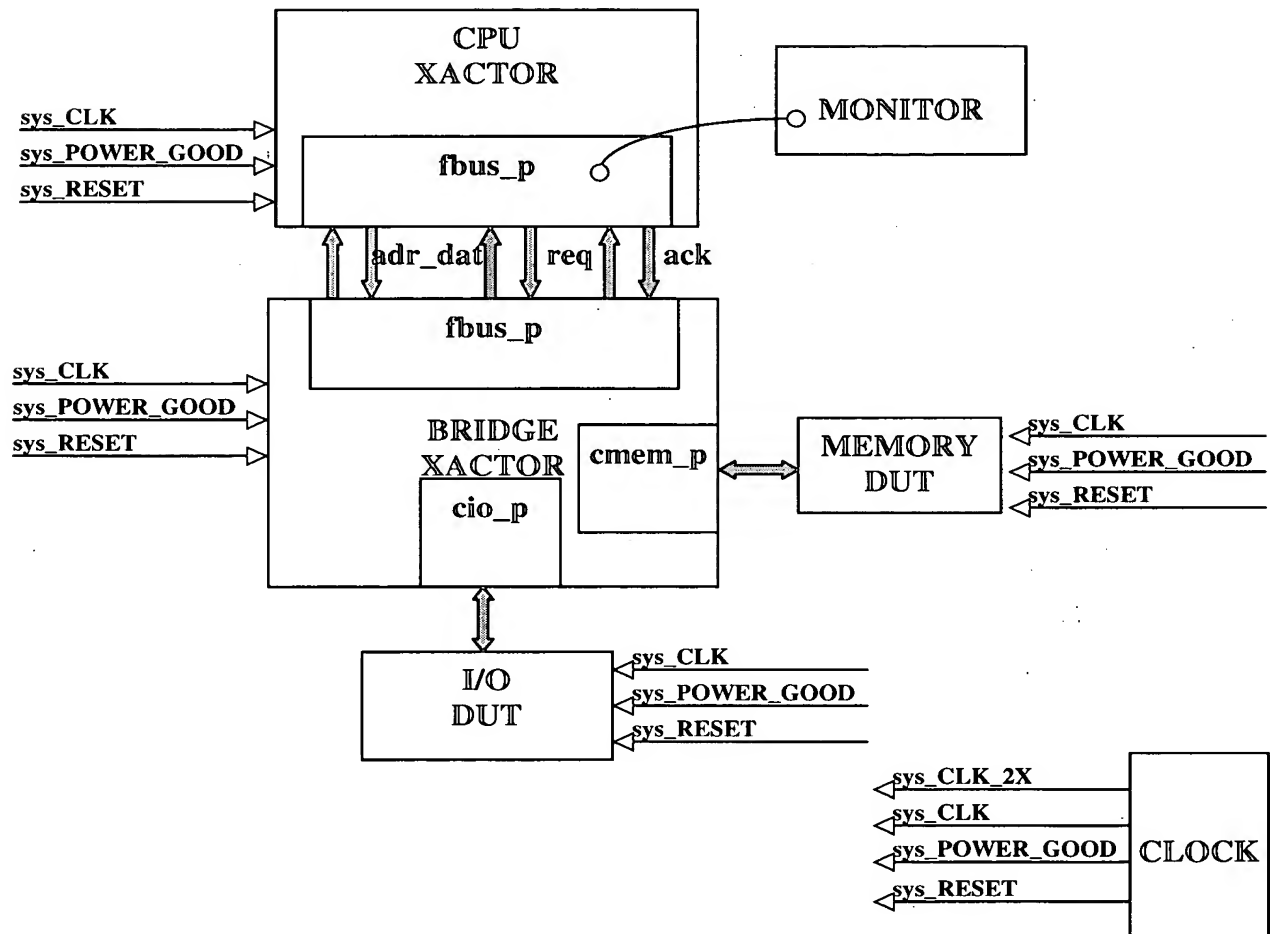 CPU
XACTOR
MONITOR
sys_CLK
sys_POWER_GOOD
sys_RESET
fbus_p
adr_dat
req
ack
fbus_p
sys_CLK
sys_POWER_GOOD
sys_RESET
BRIDGE
XACTOR
cmem_p
cio_p
MEMORY
DUT
sys_CLK
sys_POWER_GOOD
sys_RESET
I/O
DUT
sys_CLK
sys_POWER_GOOD
sys_RESET
sys_CLK_2X
sys_CLK
sys_POWER_GOOD
sys_RESET
CLOCK